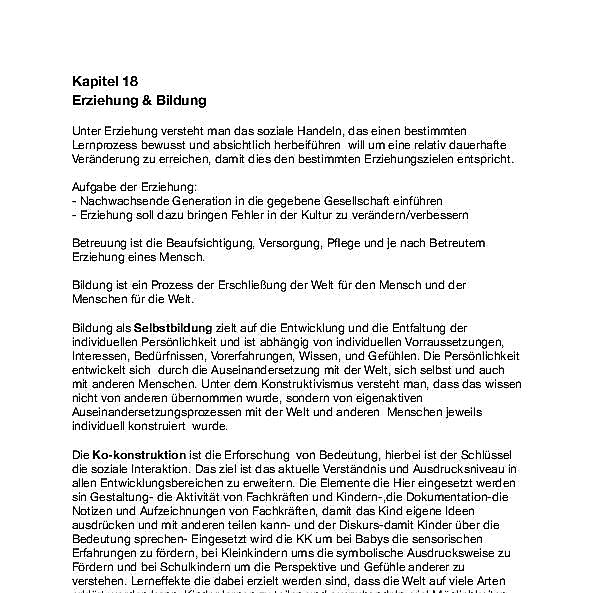 Kapitel 18
Erziehung & Bildung
Unter Erziehung versteht man das soziale Handeln, das einen bestimmten
Lernprozess bewusst und absichtlich herbeiführen will um eine relativ dauerhafte
Veränderung zu erreichen, damit dies den bestimmten Erziehungszielen entspricht.
Aufgabe der Erziehung:
- Nachwachsende Generation in die gegebene Gesellschaft einführen
- Erziehung soll dazu bringen Fehler in der Kultur zu verändern/verbessern
Betreuung ist die Beaufsichtigung, Versorgung, Pflege und je nach Betreutem
Erziehung eines Mensch.
Bildung ist ein Prozess der Erschließung der Welt für den Mensch und der
Menschen für die Welt.
Bildung als Selbstbildung zielt auf die Entwicklung und die Entfaltung der
individuellen Persönlichkeit und ist abhängig von individuellen Vorraussetzungen,
Interessen, Bedürfnissen, Vorerfahrungen, Wissen, und Gefühlen. Die Persönlichkeit
entwickelt sich durch die Auseinandersetzung mit der Welt, sich selbst und auch
mit anderen Menschen. Unter dem Konstruktivismus versteht man, dass das wissen
nicht von anderen übernommen wurde, sondern von eigenaktiven
Auseinandersetzungsprozessen mit der Welt und anderen Menschen jeweils
individuell konstruiert wurde.
Die Ko-konstruktion ist die Erforschung von Bedeutung, hierbei ist der Schlüssel
die soziale Interaktion. Das ziel ist das aktuelle Verständnis und Ausdrucksniveau in
allen Entwicklungsbereichen zu erweitern. Die Elemente die Hier eingesetzt werden
sin Gestaltung- die Aktivität von Fachkräften und Kindern-,die Dokumentation-die
Notizen und Aufzeichnungen von Fachkräften, damit das Kind eigene Ideen
ausdrücken und mit anderen teilen kann- und der Diskurs-damit Kinder über die
Bedeutung sprechen- Eingesetzt wird die KK um bei Babys die sensorischen
Erfahrungen zu fördern, bei Kleinkindern ums die symbolische Ausdrucksweise zu
Fördern und bei Schulkindern um die Perspektive und Gefühle anderer zu
verstehen. Lerneffekte die dabei erzielt werden sind, dass die Welt auf viele Arten